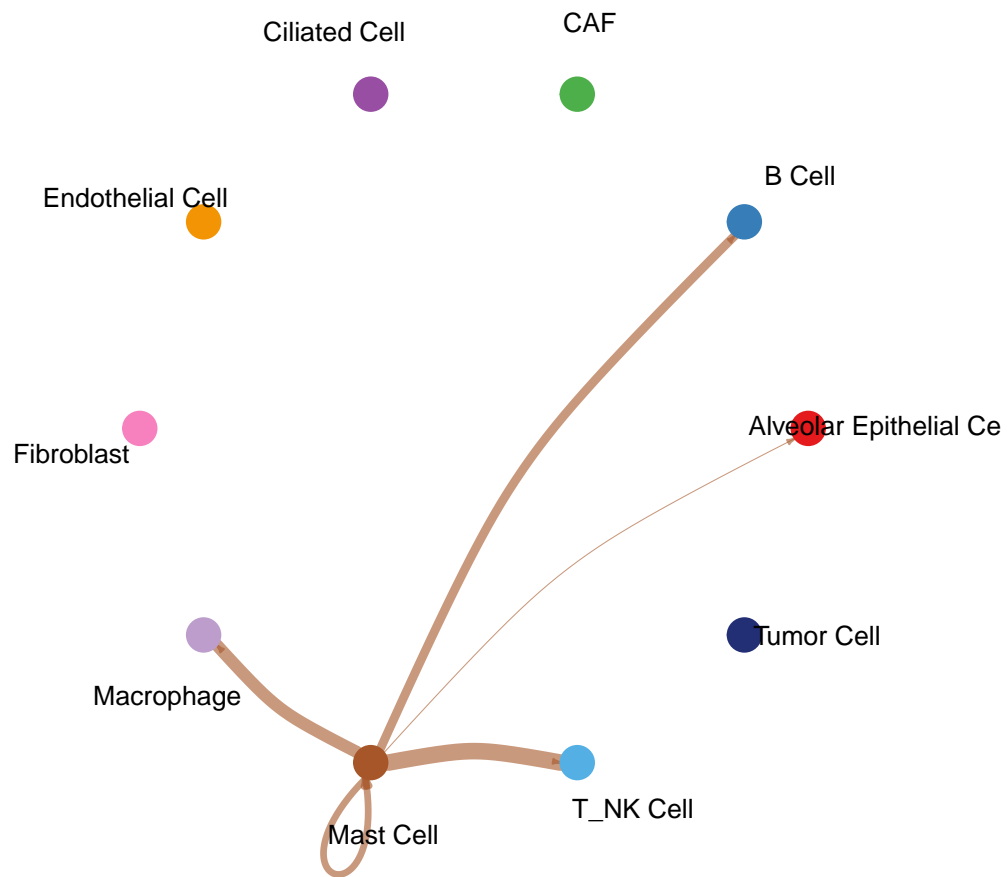 CAF
Ciliated Cell
B Cell
Endothelial Cell
Alveolar Epithelial Ce
Fibroblast
Tumor Cell
Macrophage
T_NK Cell
Mast Cell